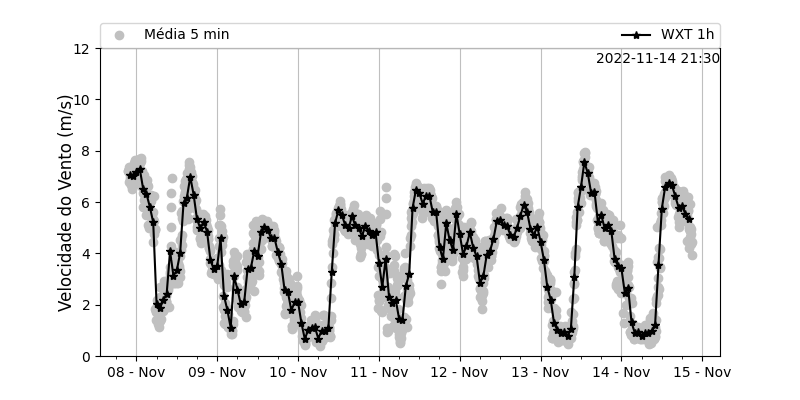 Média 5 min
WXT 1h
2022-11-14 21:30
Velocidade do Vento (m/s)
12
10
8
6
4
2
0
08 - Nov
09 - Nov
10 - Nov
11 - Nov
12 - Nov
13 - Nov
14 - Nov
15 - Nov